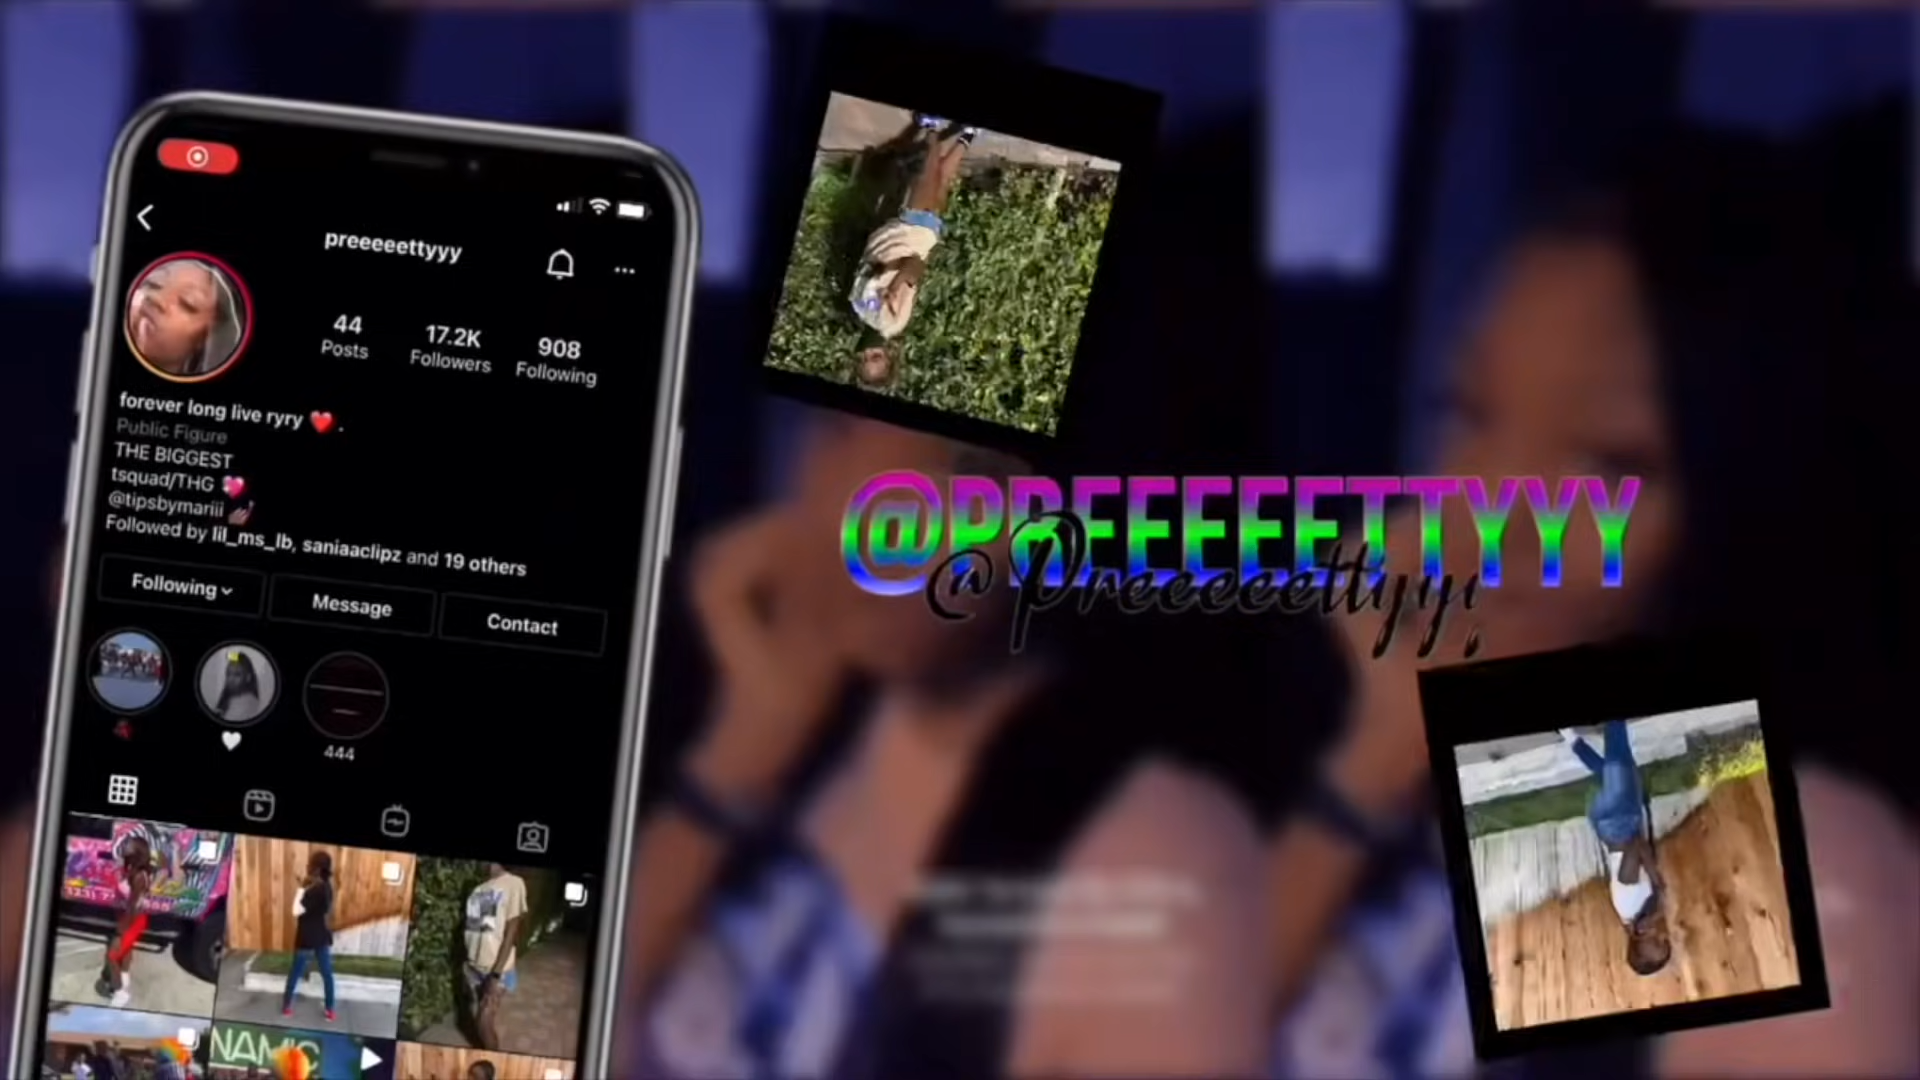 preeeeettyyy
44
Posts
17.2K
Followers
908
Following
forever long live ryry ❤️ .
Public Figure
THE BIGGEST
tsquad/THG 💖
@tipsbymariii 💅🏿
Followed by lil_ms_lb, saniaaclipz and 19 others
Following
Message
Contact
444
NAMIC
@PREEEEETTYYY
@Preeeeettyyy